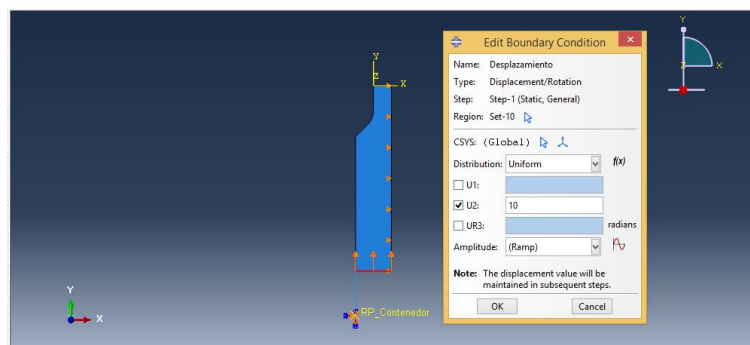 Edit Boundary Condition
Name: Desplazamiento
Type: Displacement/Rotation
Step: Step-1 (Static, General)
Region: Set-10
CSYS: (Global)
Distribution: Uniform f(x)
U1:
U2: 10
UR3: radians
Amplitude: (Ramp)
Note: The displacement value will be
maintained in subsequent steps.
OK Cancel
Y
Z
X
Y
Z
X
RP_Contenedor
Y
X